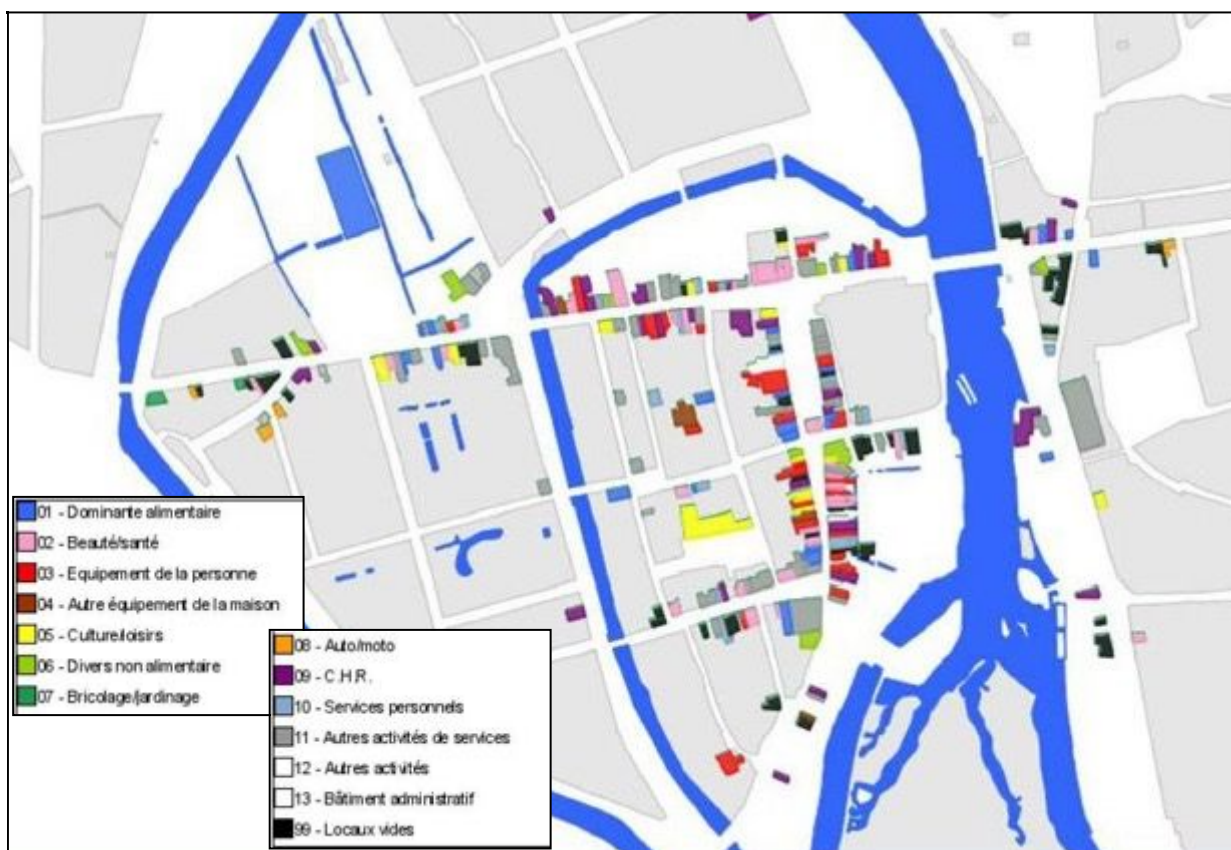 01 - Dominante alimentaire
02 - Beauté/santé
03 - Equipement de la personne
04 - Autre équipement de la maison
05 - Culture/loisirs
06 - Divers non alimentaire
07 - Bricolage/jardinage
08 - Auto/moto
09 - C.H.R.
10 - Services personnels
11 - Autres activités de services
12 - Autres activités
13 - Bâtiment administratif
99 - Locaux vides